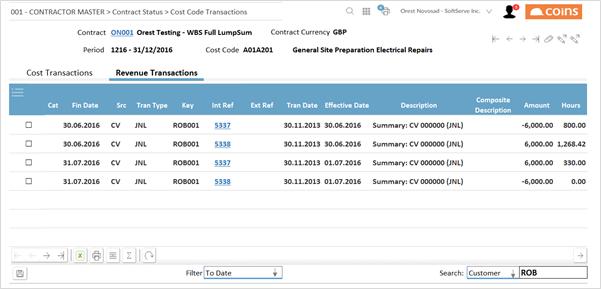 001 - CONTRACTOR MASTER > Contract Status > Cost Code Transactions
Orest Novosad - SoftServe Inc.
coins
Contract ON001 Orest Testing - WBS Full LumpSum Contract Currency GBP
Period 1216 - 31/12/2016 Cost Code A01A201 General Site Preparation Electrical Repairs
Cost Transactions Revenue Transactions
Cat Fin Date Src Tran Type Key Int Ref Ext Ref Tran Date Effective Date Description Composite Description Amount Hours
30.06.2016 CV JNL ROB001 5337 30.11.2013 30.06.2016 Summary: CV 000000 (JNL) -6,000.00 800.00
30.06.2016 CV JNL ROB001 5338 30.11.2013 30.06.2016 Summary: CV 000000 (JNL) 6,000.00 1,268.42
31.07.2016 CV JNL ROB001 5337 30.11.2013 01.07.2016 Summary: CV 000000 (JNL) 6,000.00 330.00
31.07.2016 CV JNL ROB001 5338 30.11.2013 01.07.2016 Summary: CV 000000 (JNL) -6,000.00 0.00
Filter To Date Search: Customer ROB